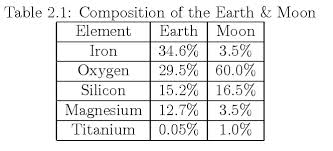 Table 2.1: Composition of the Earth & Moon
Element Earth Moon
Iron 34.6% 3.5%
Oxygen 29.5% 60.0%
Silicon 15.2% 16.5%
Magnesium 12.7% 3.5%
Titanium 0.05% 1.0%